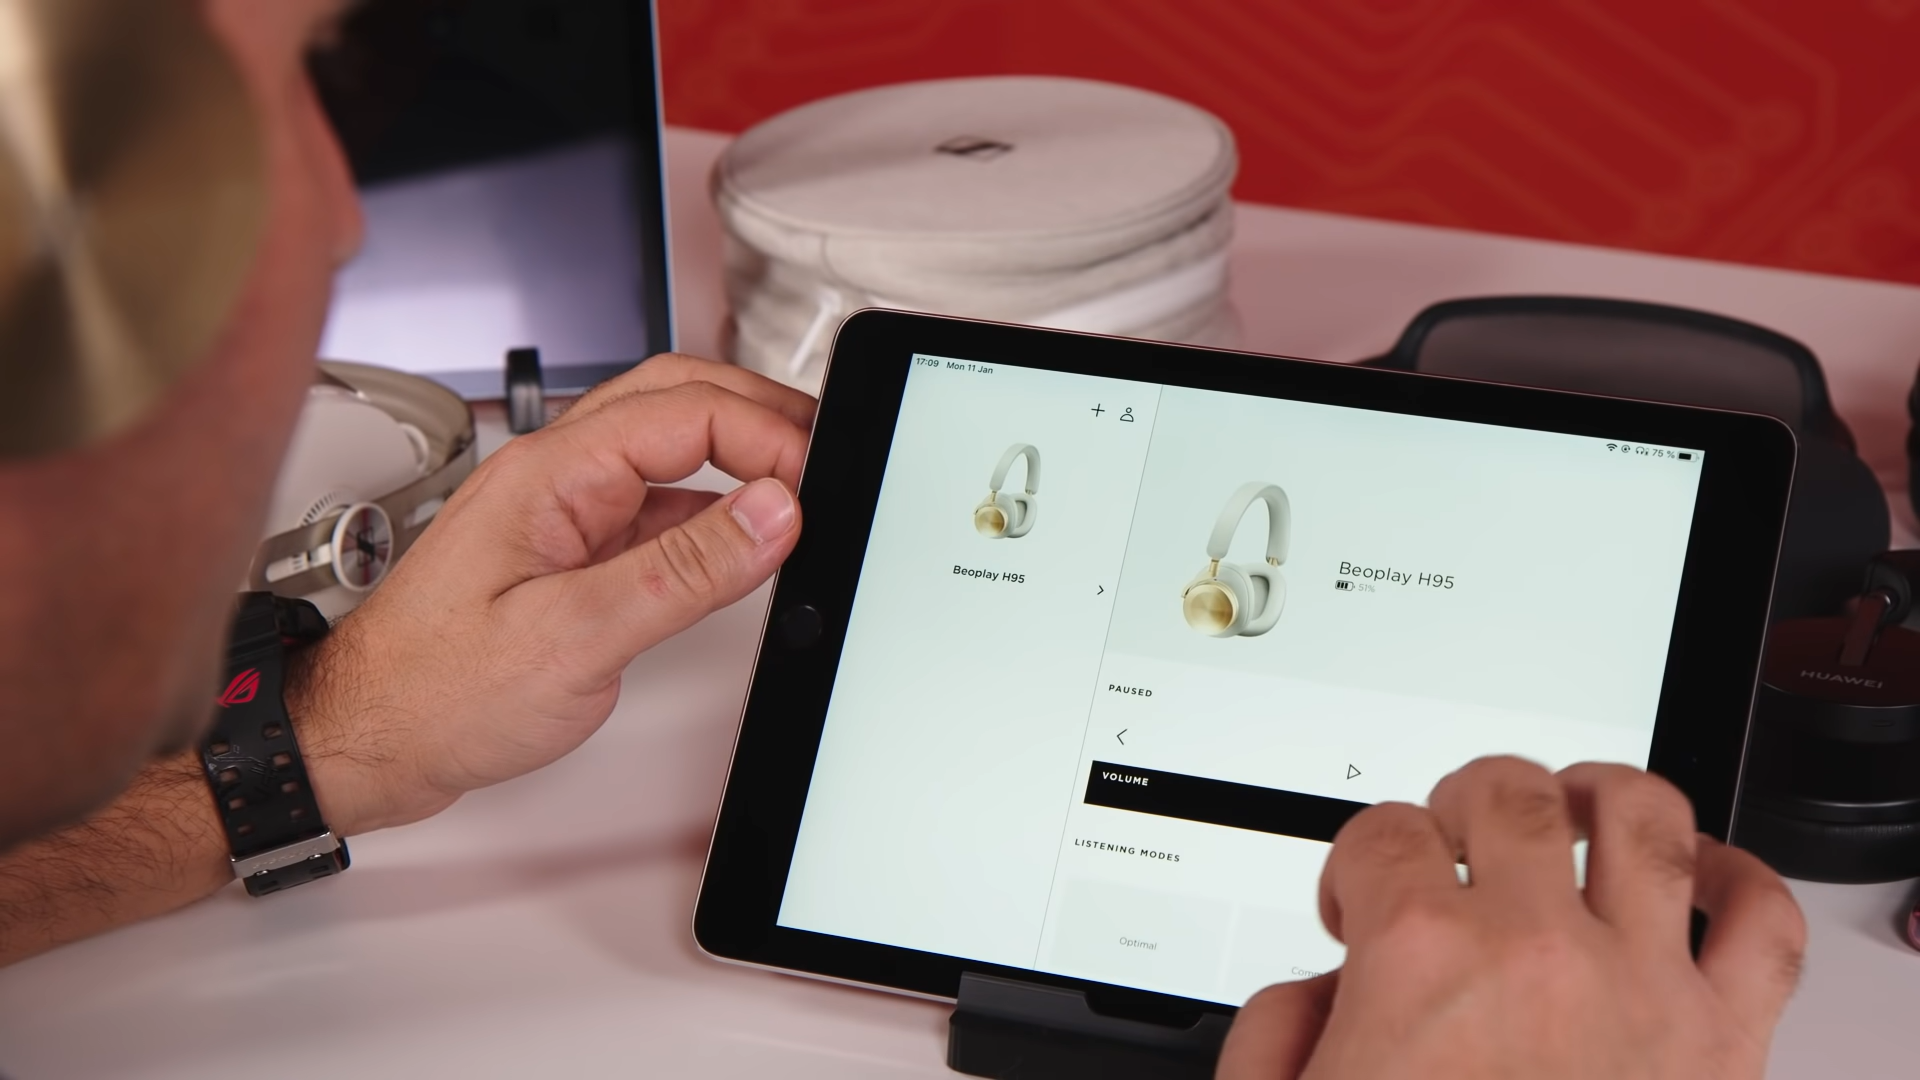 17:09 Mon 11 Jan
75 %
Beoplay H95
Beoplay H95
51%
PAUSED
VOLUME
LISTENING MODES
Optimal
HUAWEI